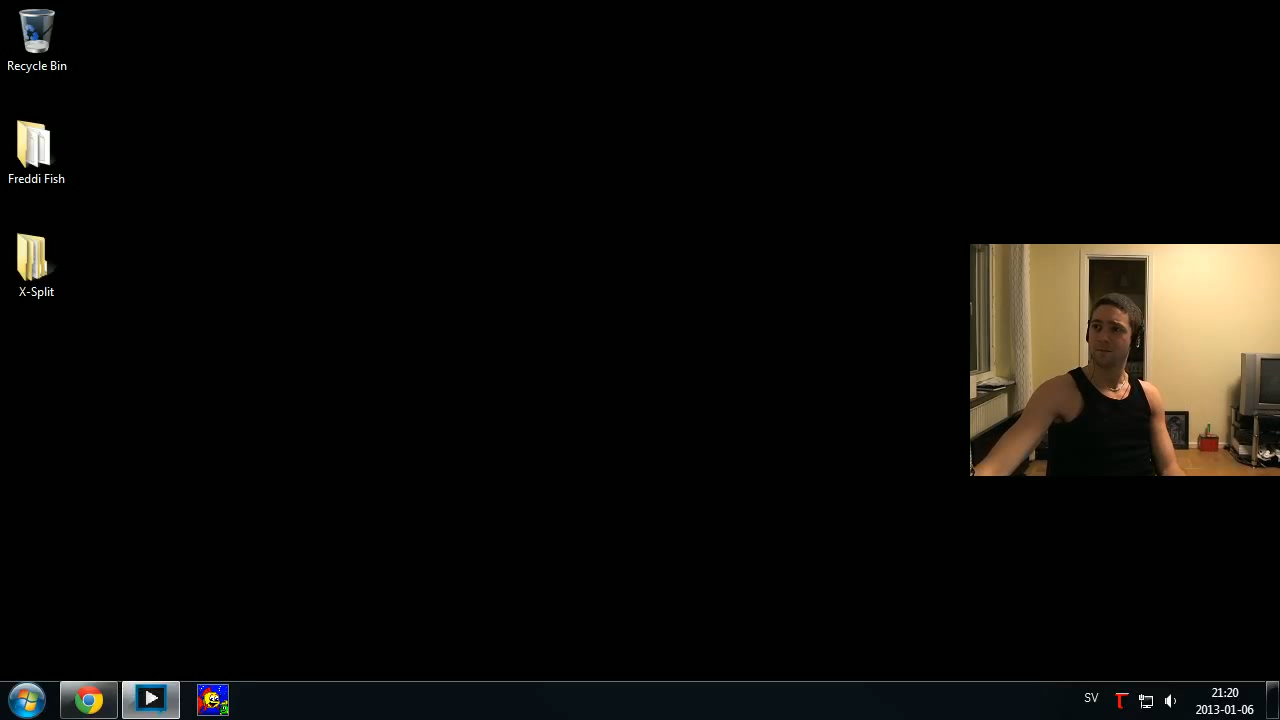 Recycle Bin
Freddi Fish
X-Split
SV
21:20
2013-01-06